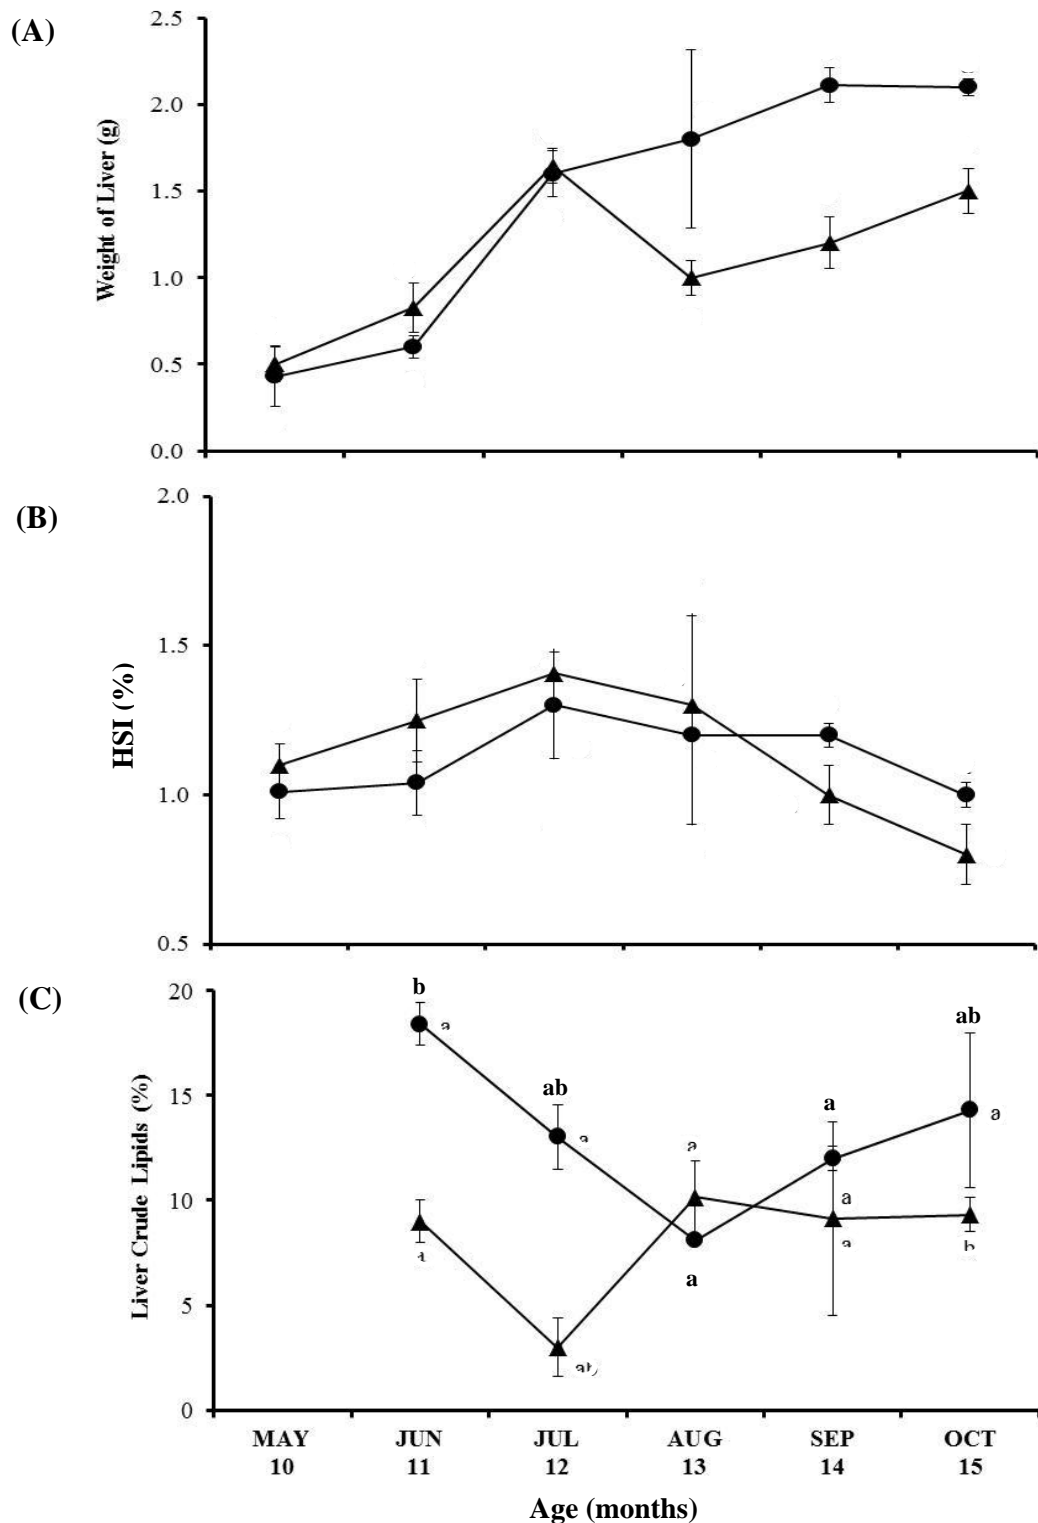 (A)
Weight of Liver (g)
2.5
2.0
1.5
1.0
0.5
0.0
(B)
HSI (%)
2.0
1.5
1.0
0.5
(C)
Liver Crude Lipids (%)
20
15
10
5
0
b
a
ab
a
a
ab
a
a
a
a
a
a
b
a
ab
MAY JUN JUL AUG SEP OCT
10 11 12 13 14 15
Age (months)